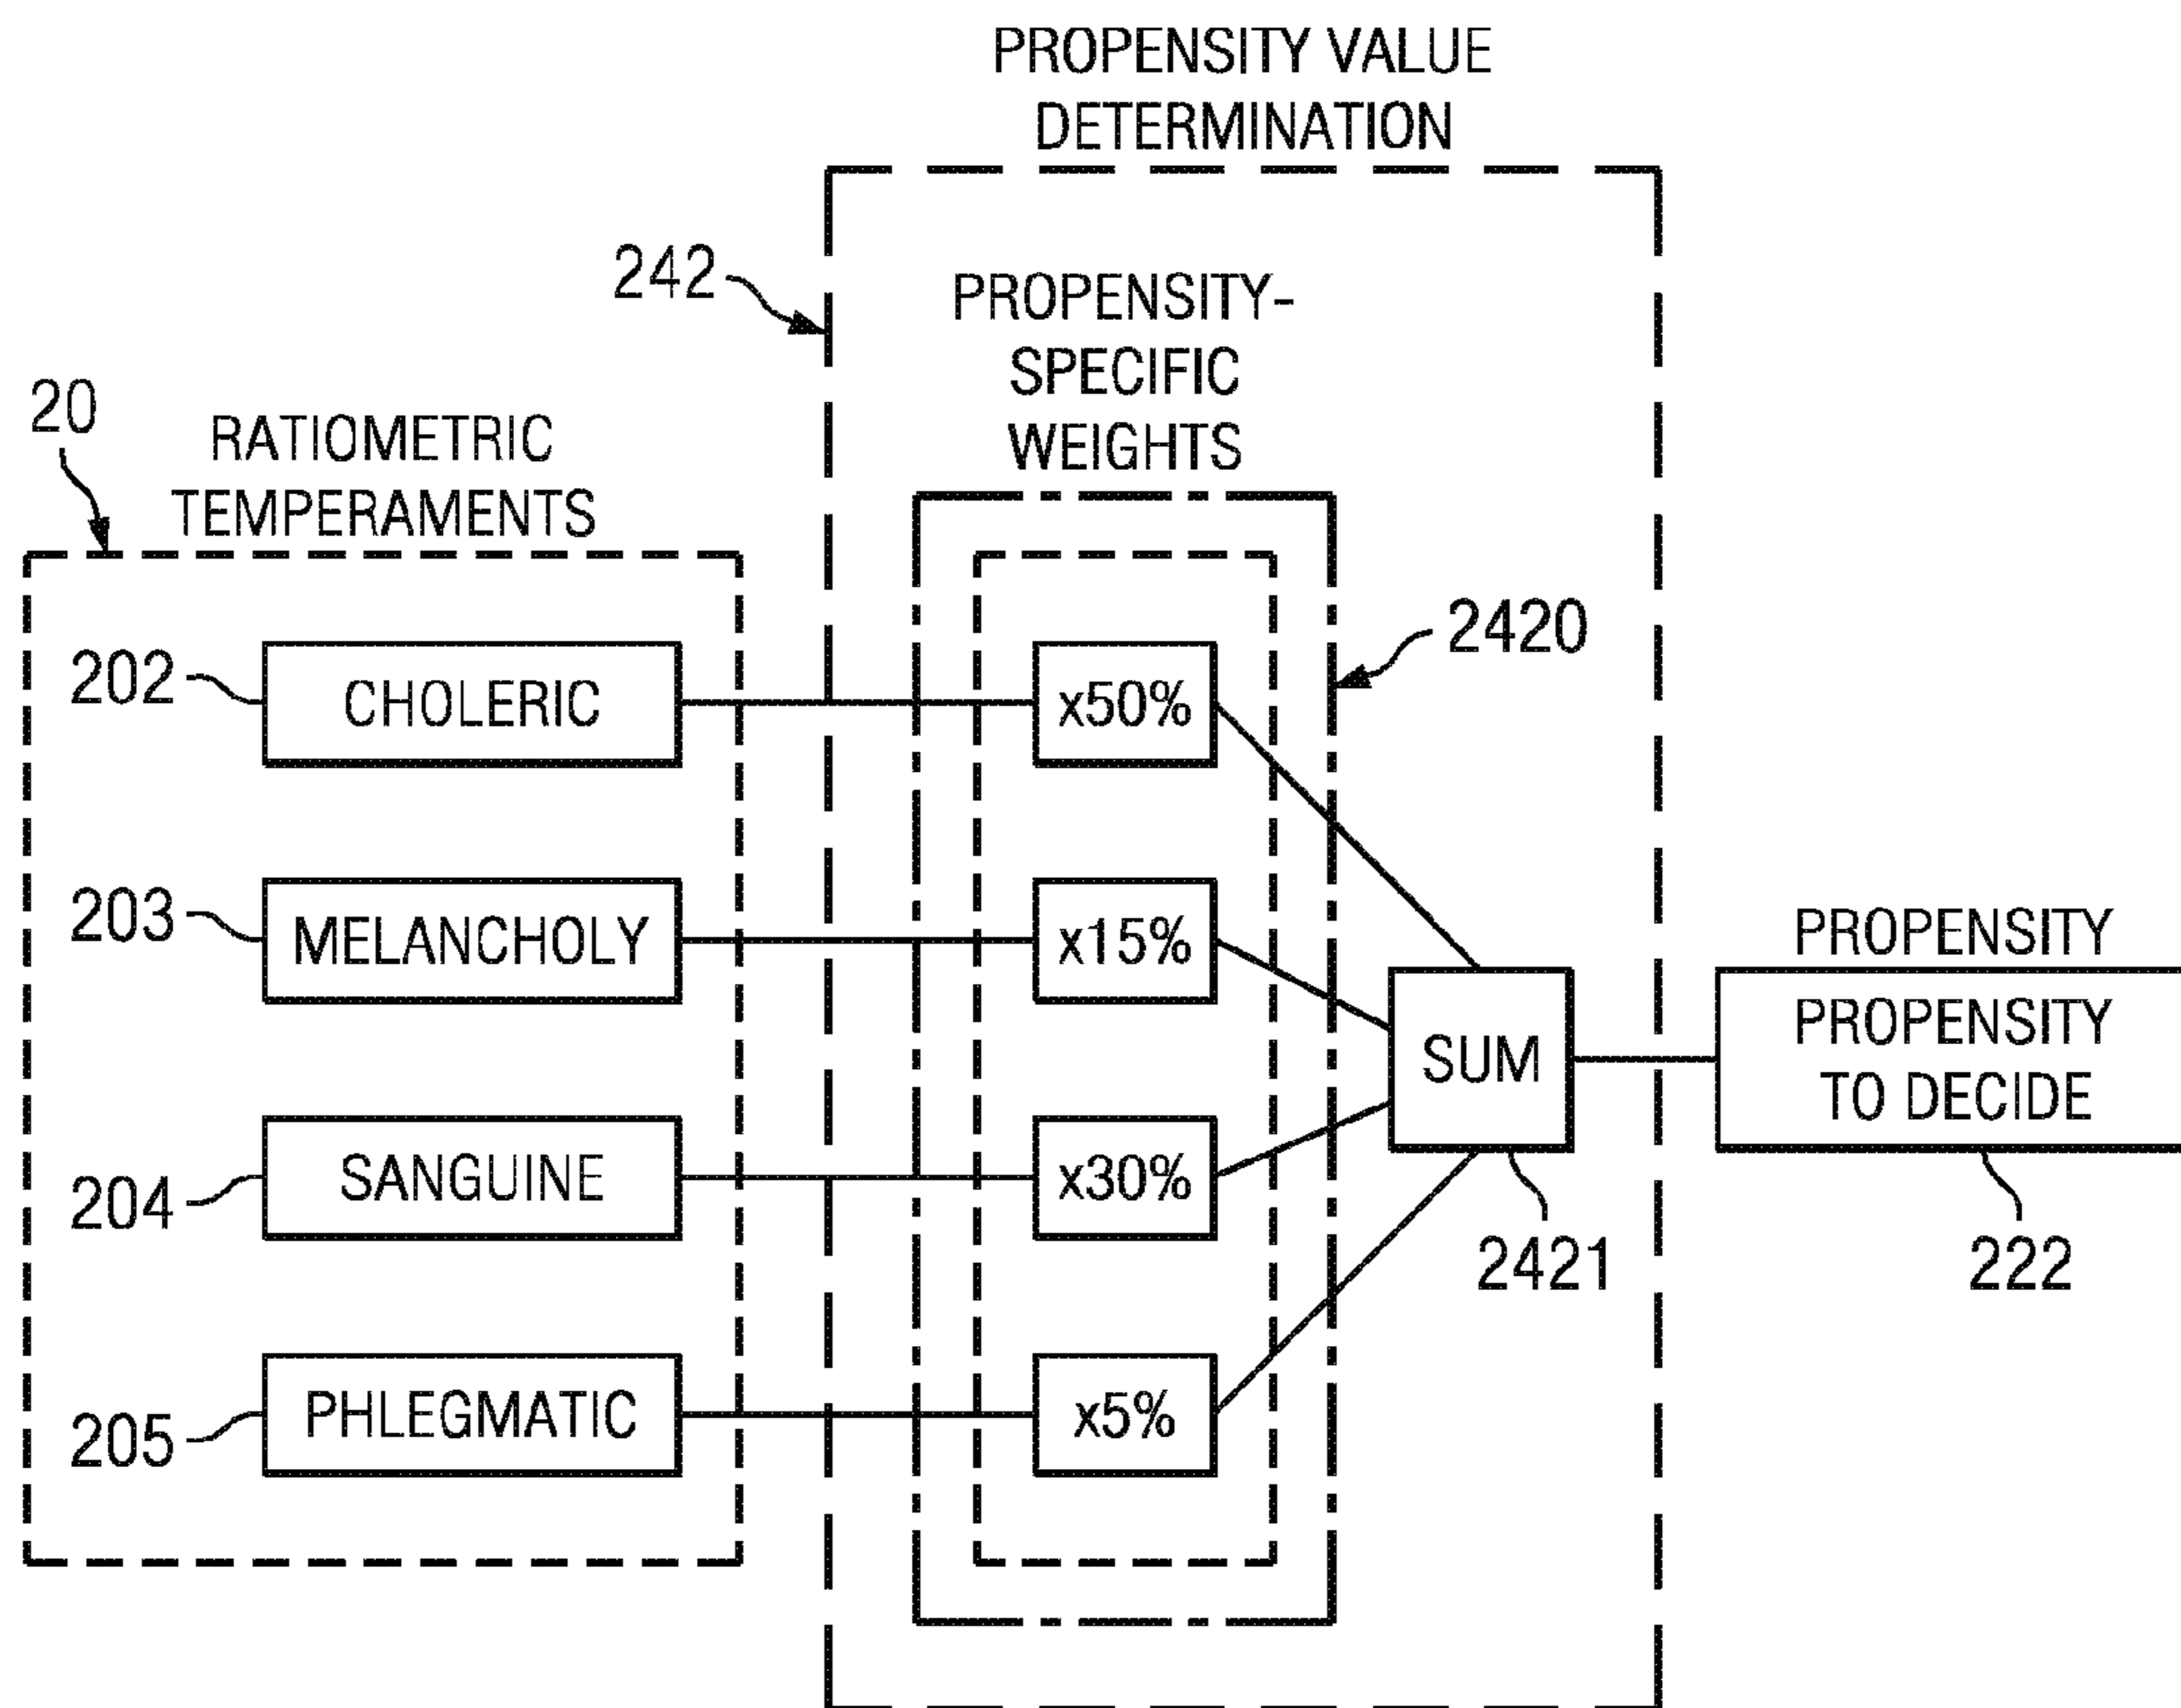 PROPENSITY VALUE
DETERMINATION
242
PROPENSITY-
SPECIFIC
WEIGHTS
20
RATIOMETRIC
TEMPERAMENTS
2420
202
CHOLERIC
x50%
203
MELANCHOLY
x15%
PROPENSITY
SUM
PROPENSITY
TO DECIDE
204
SANGUINE
x30%
2421
222
205
PHLEGMATIC
x5%